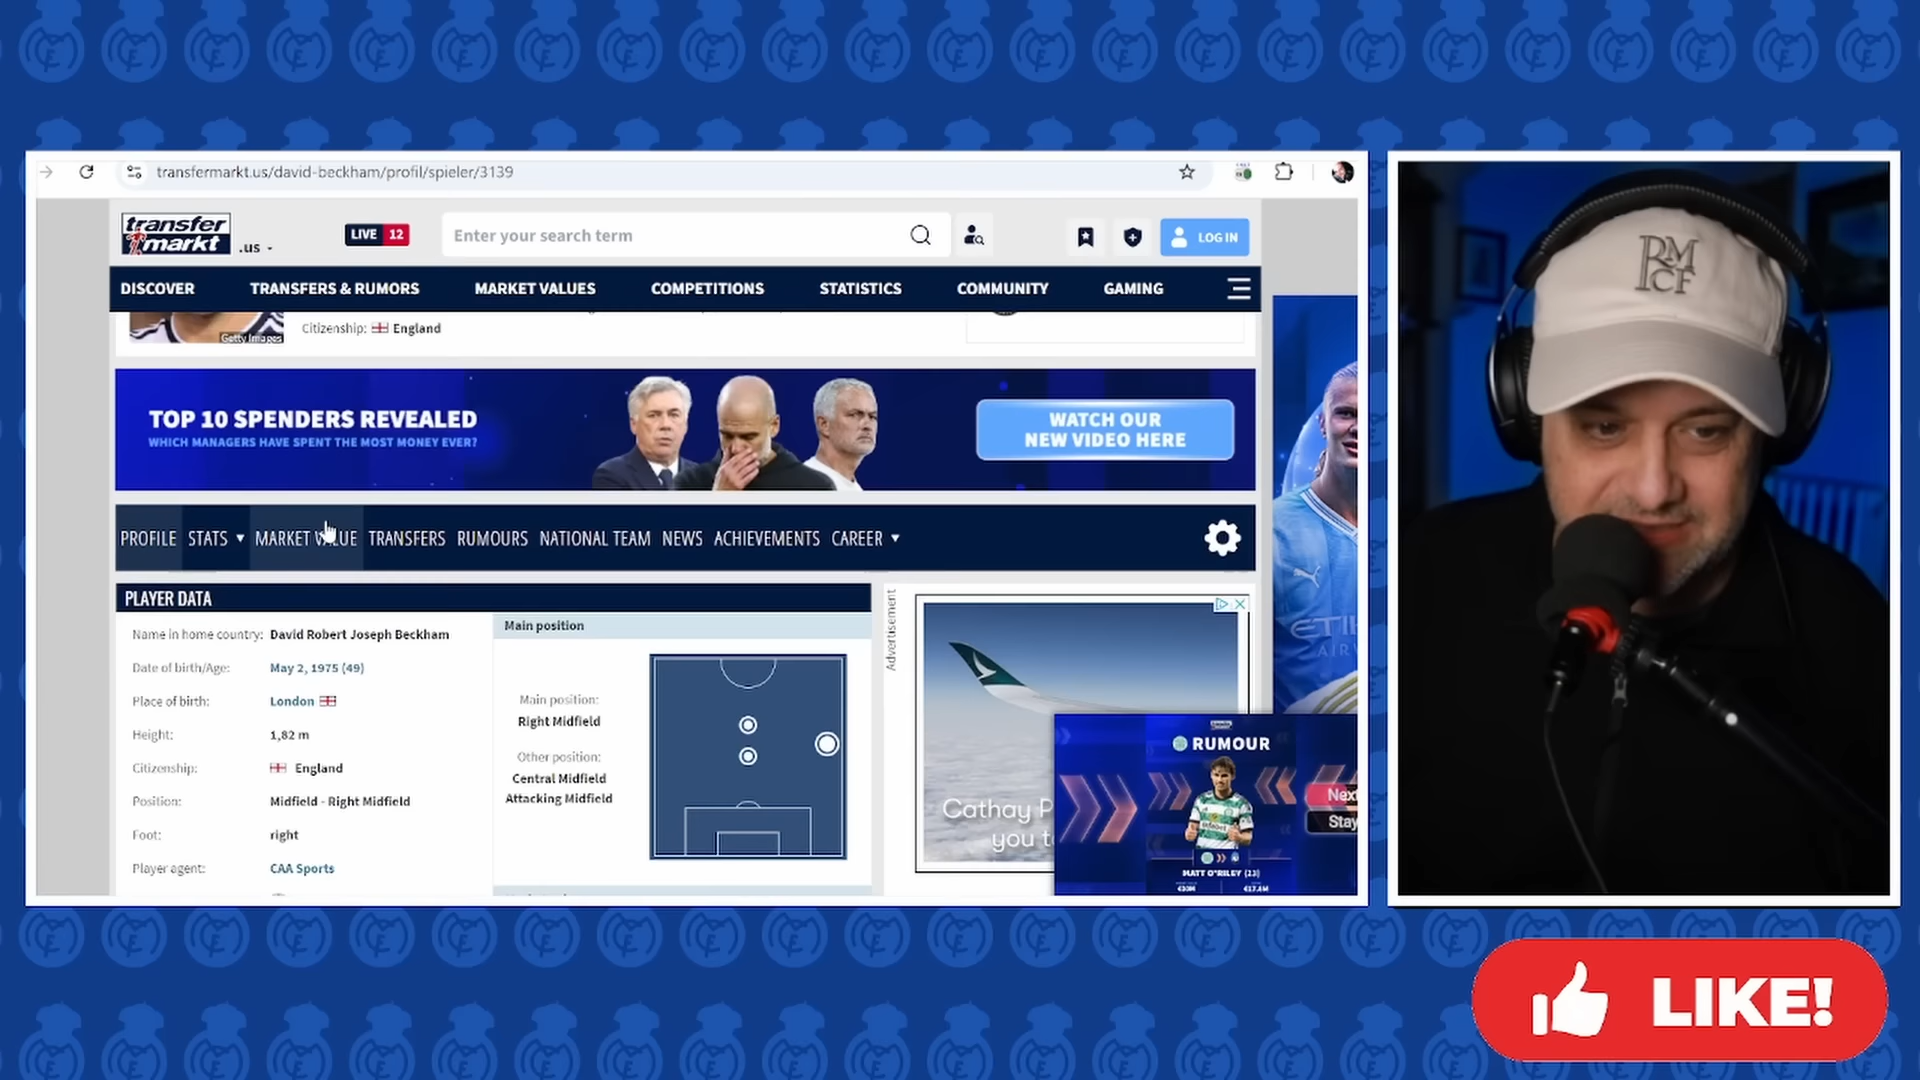 transfermarkt.us/david-beckham/profil/spieler/3139
transfer
markt
.us
LIVE 12
Enter your search term
LOG IN
DISCOVER TRANSFERS & RUMORS MARKET VALUES COMPETITIONS STATISTICS COMMUNITY GAMING
Getty Images
Citizenship: England
TOP 10 SPENDERS REVEALED
WHICH MANAGERS HAVE SPENT THE MOST MONEY EVER?
WATCH OUR
NEW VIDEO HERE
PROFILE STATS MARKET VALUE TRANSFERS RUMOURS NATIONAL TEAM NEWS ACHIEVEMENTS CAREER
PLAYER DATA
Name in home country: David Robert Joseph Beckham
Date of birth/Age: May 2, 1975 (49)
Place of birth: London
Height: 1,82 m
Citizenship: England
Position: Midfield - Right Midfield
Foot: right
Player agent: CAA Sports
Main position
Main position:
Right Midfield
Other position:
Central Midfield
Attacking Midfield
Advertisement
Cathay P
you t
ETI
AIR
RUMOUR
Nex
Stay
MATT O'RILEY (23)
RMCF
LIKE!